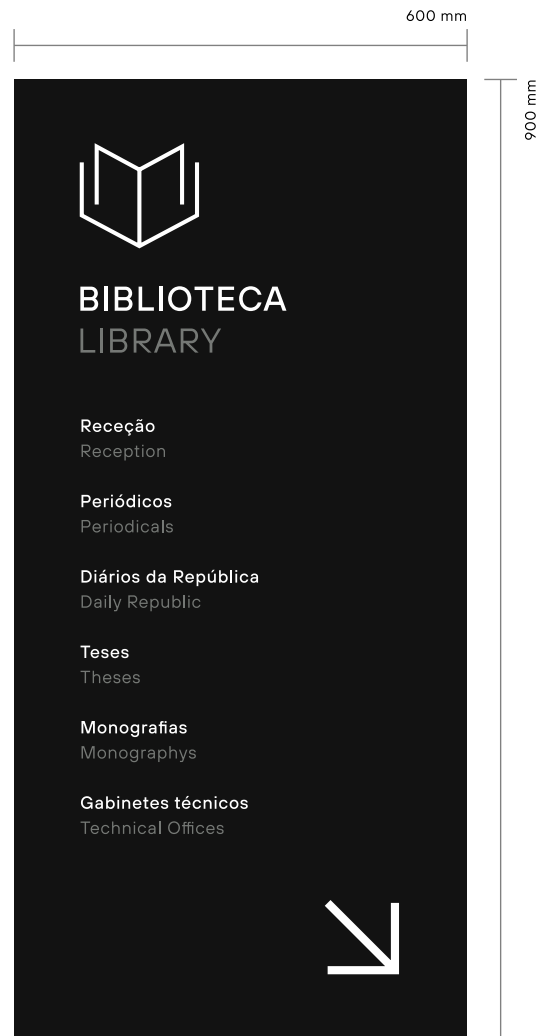 600 mm
900 mm
BIBLIOTECA
LIBRARY
Receção
Reception
Periódicos
Periodicals
Diários da República
Daily Republic
Teses
Theses
Monografias
Monographys
Gabinetes técnicos
Technical Offices